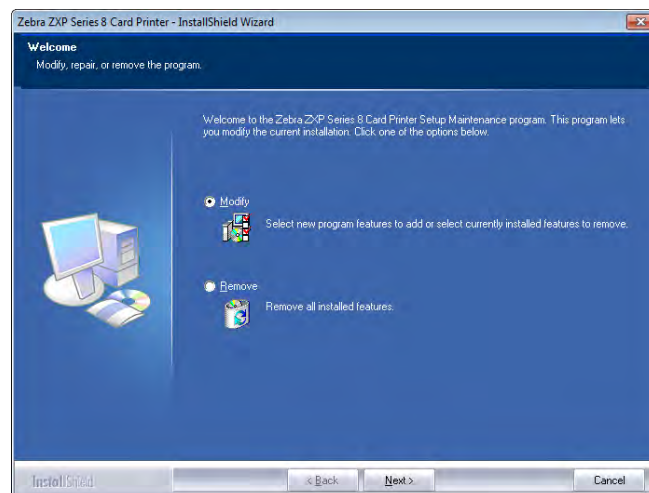 Zebra ZXP Series 8 Card Printer - InstallShield Wizard
Welcome
Modify, repair, or remove the program.
Welcome to the Zebra ZXP Series 8 Card Printer Setup Maintenance program. This program lets
you modify the current installation. Click one of the options below.
Modify
Select new program features to add or select currently installed features to remove.
Remove
Remove all installed features.
InstallShield
< Back
Next >
Cancel